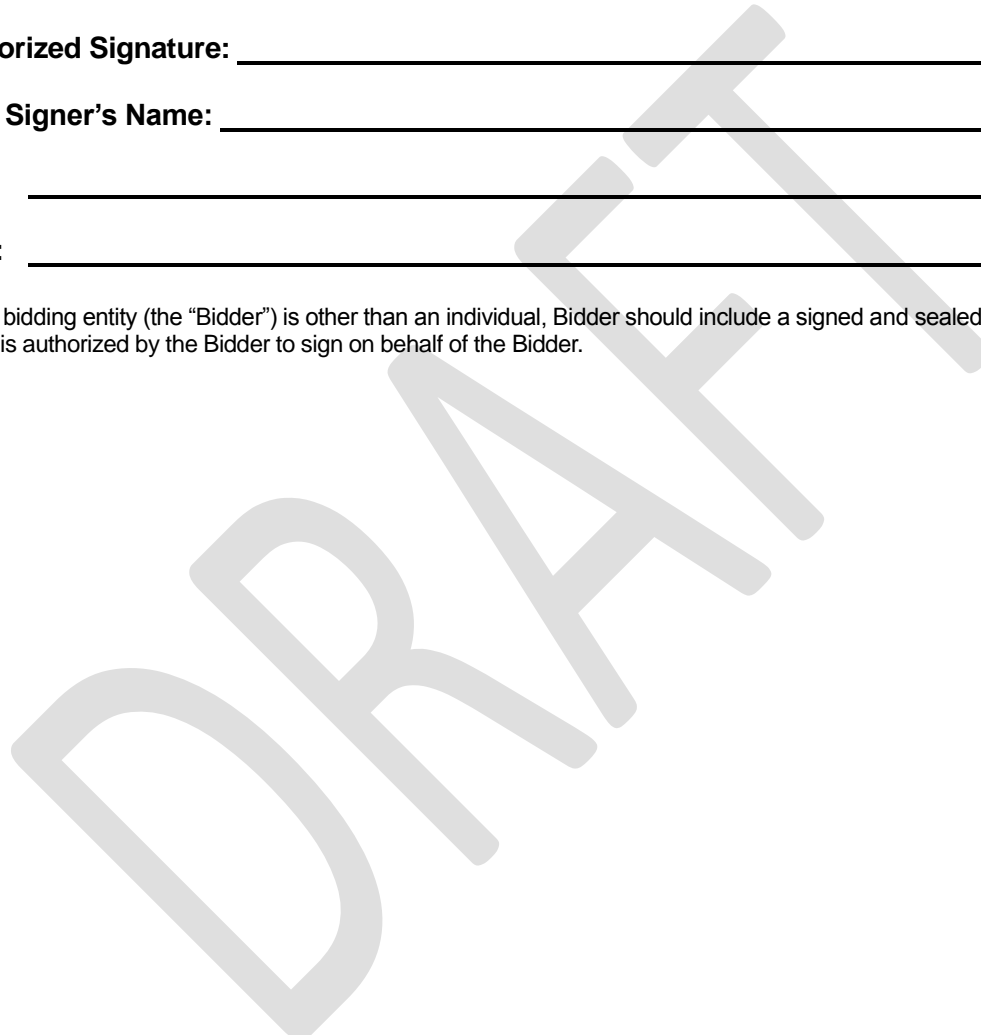 orized Signature:
Signer’s Name:
:
bidding entity (the “Bidder”) is other than an individual, Bidder should include a signed and sealed
is authorized by the Bidder to sign on behalf of the Bidder.
DRAFT